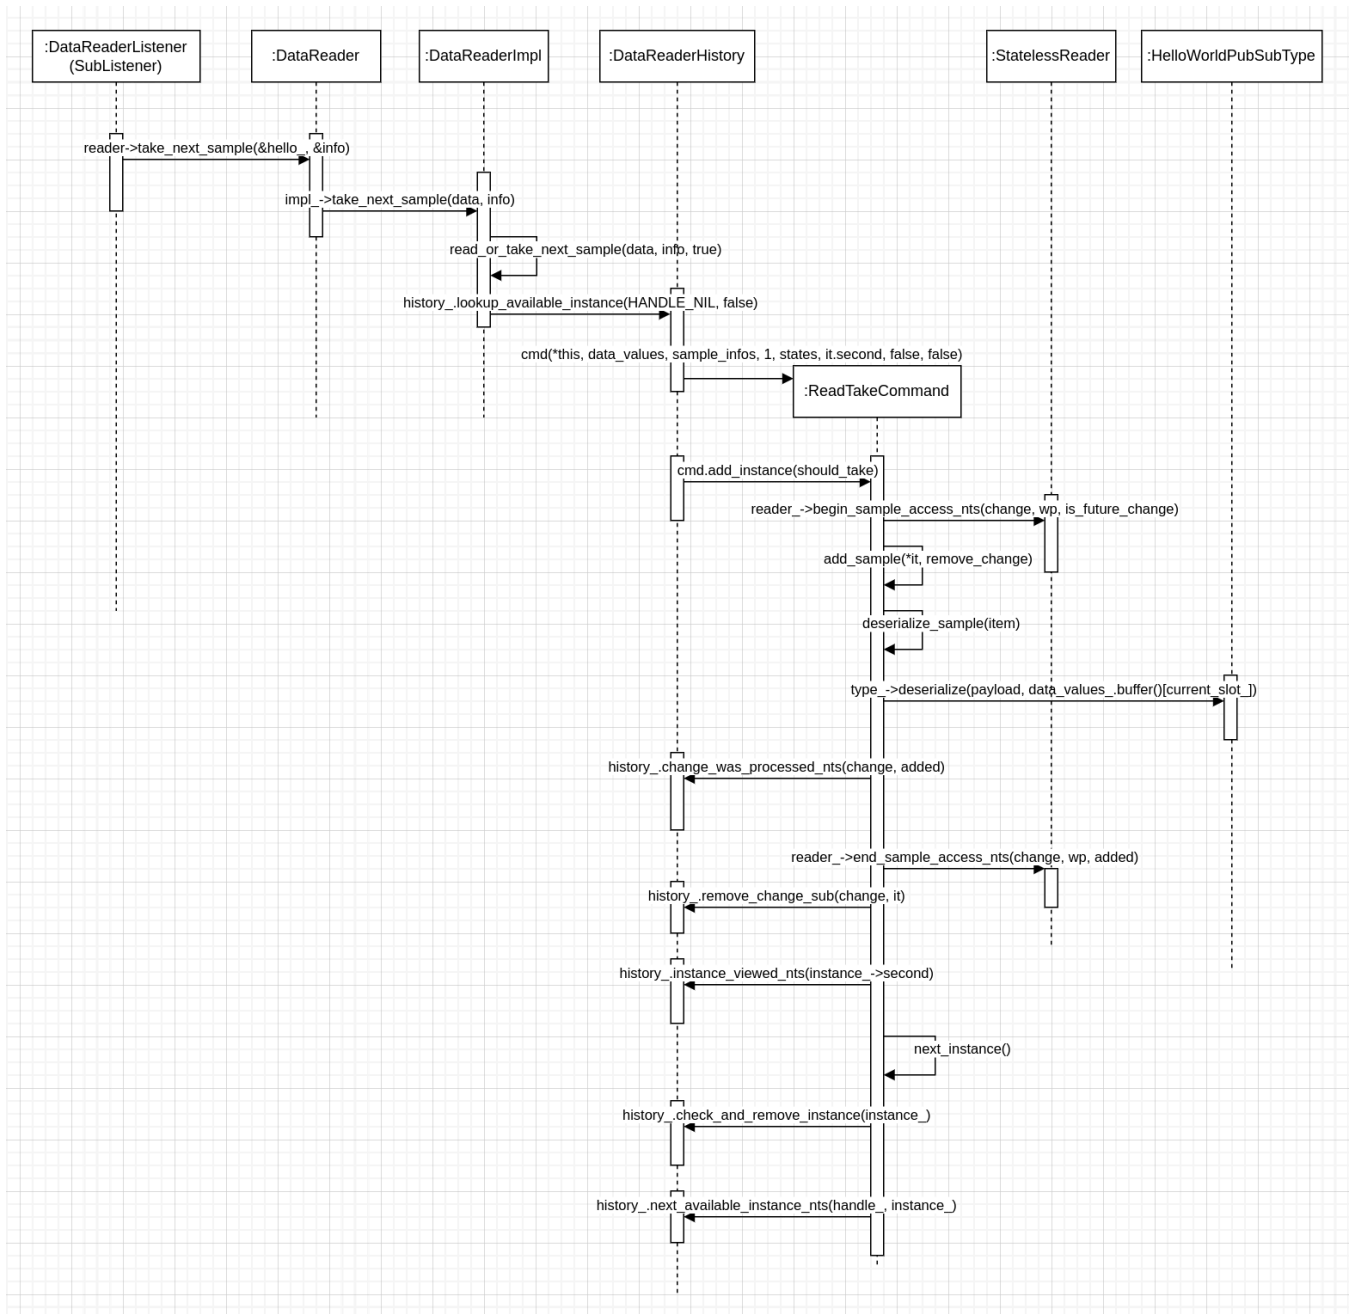 :DataReaderListener
(SubListener)
:DataReader
:DataReaderImpl
:DataReaderHistory
:StatelessReader
:HelloWorldPubSubType
reader->take_next_sample(&hello_, &info)
impl_->take_next_sample(data, info)
read_or_take_next_sample(data, info, true)
history_.lookup_available_instance(HANDLE_NIL, false)
cmd(*this, data_values, sample_infos, 1, states, it.second, false, false)
:ReadTakeCommand
cmd.add_instance(should_take)
reader_->begin_sample_access_nts(change, wp, is_future_change)
add_sample(*it, remove_change)
deserialize_sample(item)
type_->deserialize(payload, data_values_.buffer()[current_slot_])
history_.change_was_processed_nts(change, added)
reader_->end_sample_access_nts(change, wp, added)
history_.remove_change_sub(change, it)
history_.instance_viewed_nts(instance_->second)
next_instance()
history_.check_and_remove_instance(instance_)
history_.next_available_instance_nts(handle_, instance_)